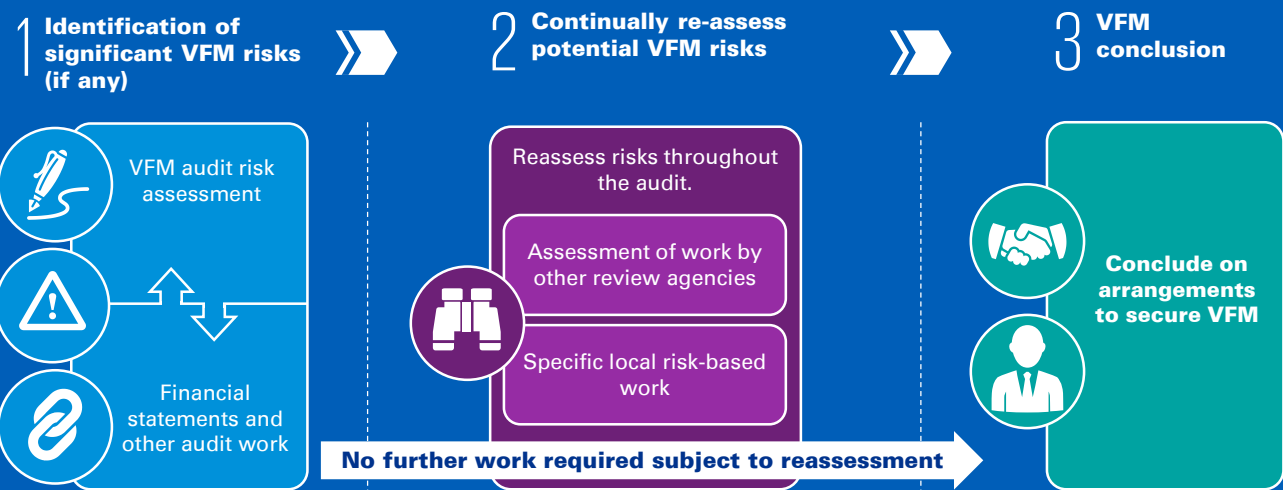 1
Identification of
significant VFM risks
(if any)
2
Continually re-assess
potential VFM risks
3
VFM
conclusion
VFM audit risk
assessment
Financial
statements and
other audit work
Reassess risks throughout
the audit.
Assessment of work by
other review agencies
Specific local risk-based
work
No further work required subject to reassessment
Conclude on
arrangements
to secure VFM